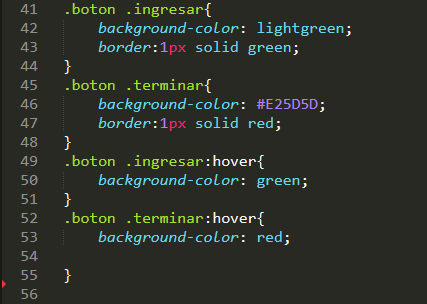 41 .boton .ingresar{
42 background-color: lightgreen;
43 border:1px solid green;
44 }
45 .boton .terminar{
46 background-color: #E25D5D;
47 border:1px solid red;
48 }
49 .boton .ingresar:hover{
50 background-color: green;
51 }
52 .boton .terminar:hover{
53 background-color: red;
54
55 }
56